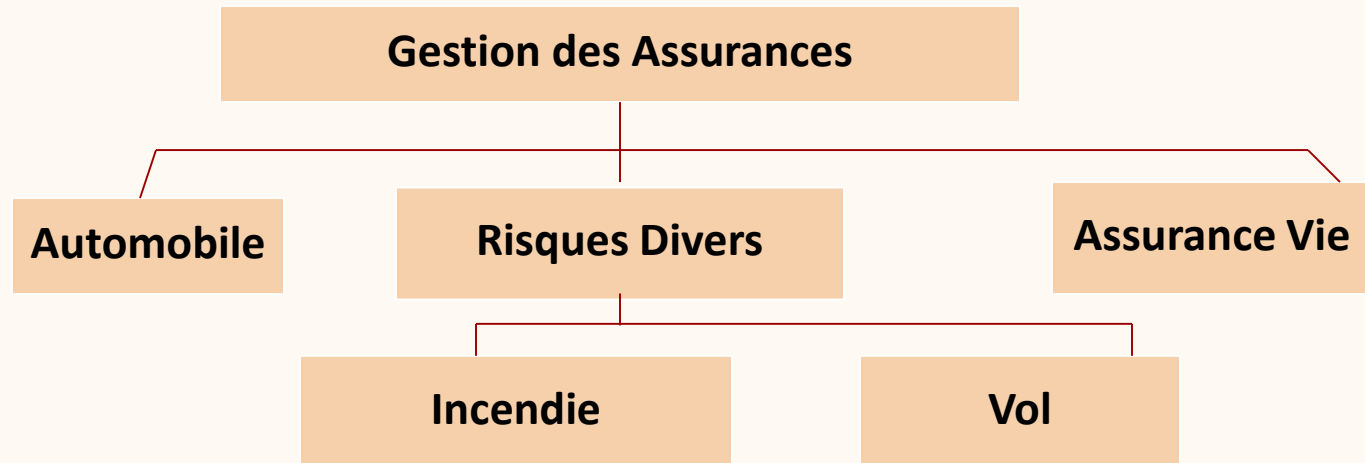 Gestion des Assurances
Automobile
Risques Divers
Assurance Vie
Incendie
Vol